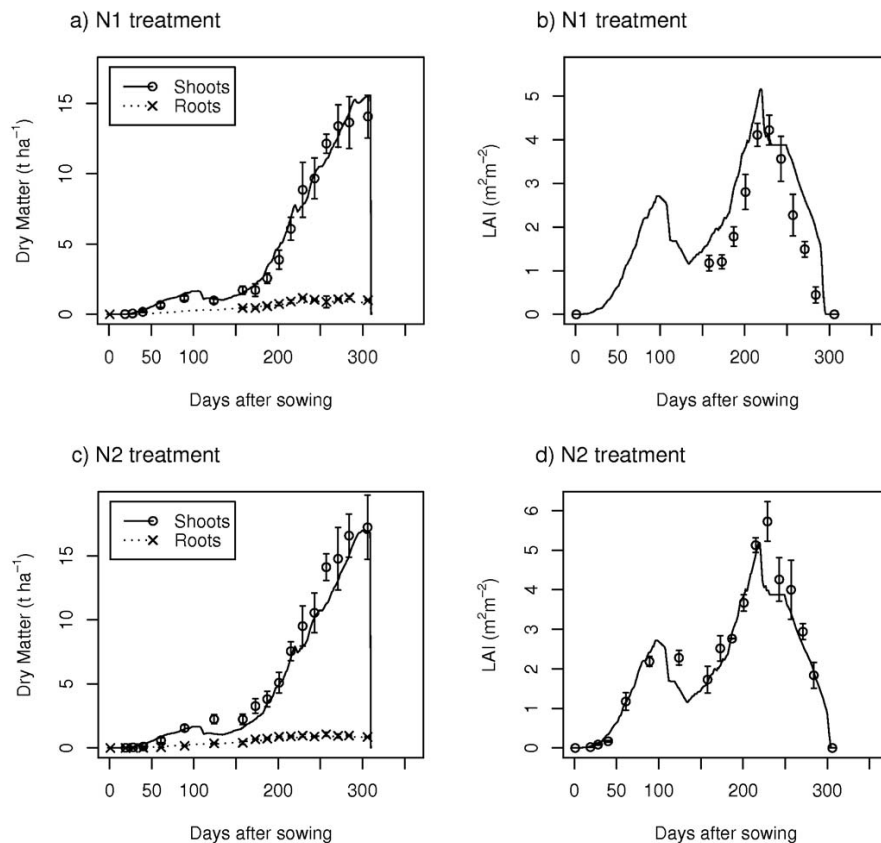 a) N1 treatment
Shoots
Roots
Dry Matter (t ha⁻¹)
0 5 10 15
0 50 100 200 300
Days after sowing
b) N1 treatment
LAI (m²m⁻²)
0 1 2 3 4 5
0 50 100 200 300
Days after sowing
c) N2 treatment
Shoots
Roots
Dry Matter (t ha⁻¹)
0 5 10 15
0 50 100 200 300
Days after sowing
d) N2 treatment
LAI (m²m⁻²)
0 1 2 3 4 5 6
0 50 100 200 300
Days after sowing